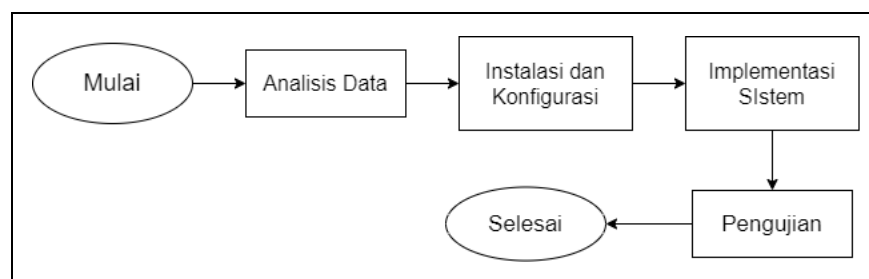 Mulai
Analisis Data
Instalasi dan
Konfigurasi
Implementasi
SIstem
Pengujian
Selesai